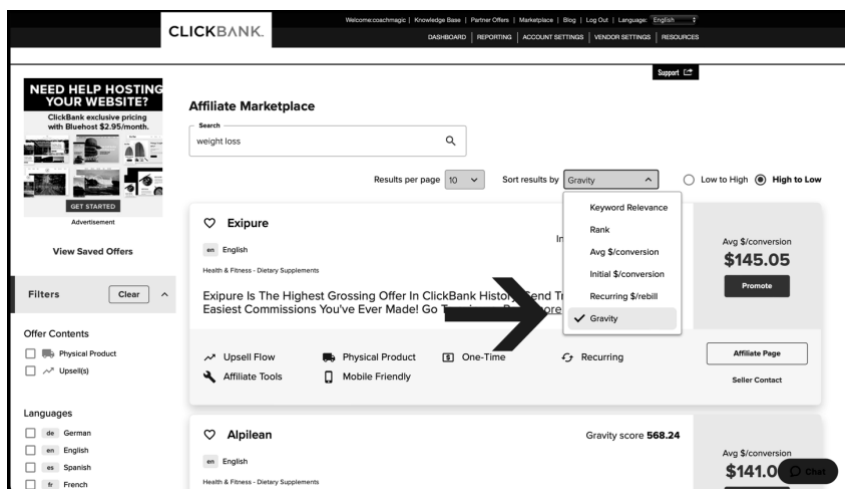 CLICKBANK.
Welcome:coachmagic | Knowledge Base | Partner Offers | Marketplace | Blog | Log Out | Language: English
DASHBOARD | REPORTING | ACCOUNT SETTINGS | VENDOR SETTINGS | RESOURCES
Support
NEED HELP HOSTING
YOUR WEBSITE?
ClickBank exclusive pricing
with Bluehost $2.95/month.
GET STARTED
Advertisement
View Saved Offers
Filters
Clear
Offer Contents
Physical Product
Upsell(s)
Languages
de German
en English
es Spanish
fr French
Affiliate Marketplace
Search
weight loss
Results per page 10
Sort results by Gravity
Low to High
High to Low
Keyword Relevance
Rank
Avg $/conversion
Initial $/conversion
Recurring $/rebill
Gravity
Exipure
en English
Health & Fitness - Dietary Supplements
Exipure Is The Highest Grossing Offer In ClickBank History
Easiest Commissions You've Ever Made! Go
Avg $/conversion
$145.05
Promote
Upsell Flow
Physical Product
One-Time
Recurring
Affiliate Tools
Mobile Friendly
Affiliate Page
Seller Contact
Alpilean
Gravity score 568.24
en English
Health & Fitness - Dietary Supplements
Avg $/conversion
$141.0
Chat